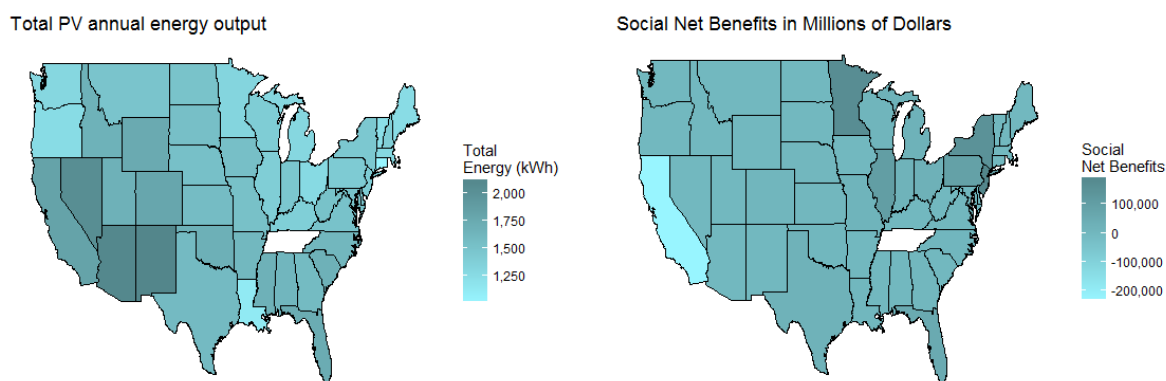 Total PV annual energy output
Total
Energy (kWh)
2,000
1,750
1,500
1,250
Social Net Benefits in Millions of Dollars
Social
Net Benefits
100,000
0
-100,000
-200,000